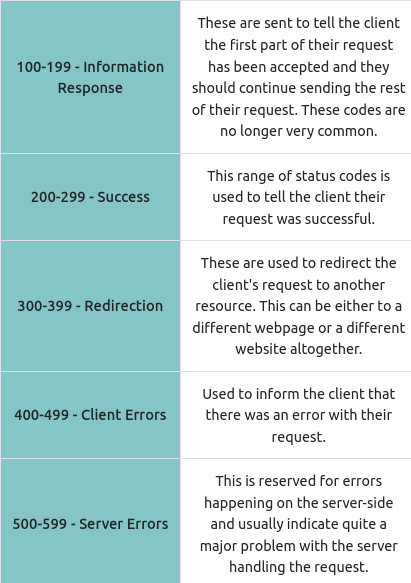 100-199 - Information
Response
These are sent to tell the client
the first part of their request
has been accepted and they
should continue sending the rest
of their request. These codes are
no longer very common.
200-299 - Success
This range of status codes is
used to tell the client their
request was successful.
300-399 - Redirection
These are used to redirect the
client's request to another
resource. This can be either to a
different webpage or a different
website altogether.
400-499 - Client Errors
Used to inform the client that
there was an error with their
request.
500-599 - Server Errors
This is reserved for errors
happening on the server-side
and usually indicate quite a
major problem with the server
handling the request.